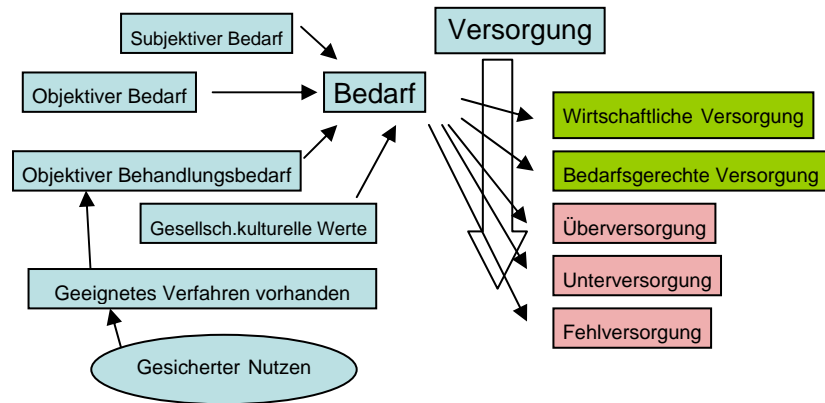 Subjektiver Bedarf
Versorgung
Objektiver Bedarf
Bedarf
Wirtschaftliche Versorgung
Objektiver Behandlungsbedarf
Bedarfsgerechte Versorgung
Gesellsch.kulturelle Werte
Überversorgung
Geeignetes Verfahren vorhanden
Unterversorgung
Fehlversorgung
Gesicherter Nutzen